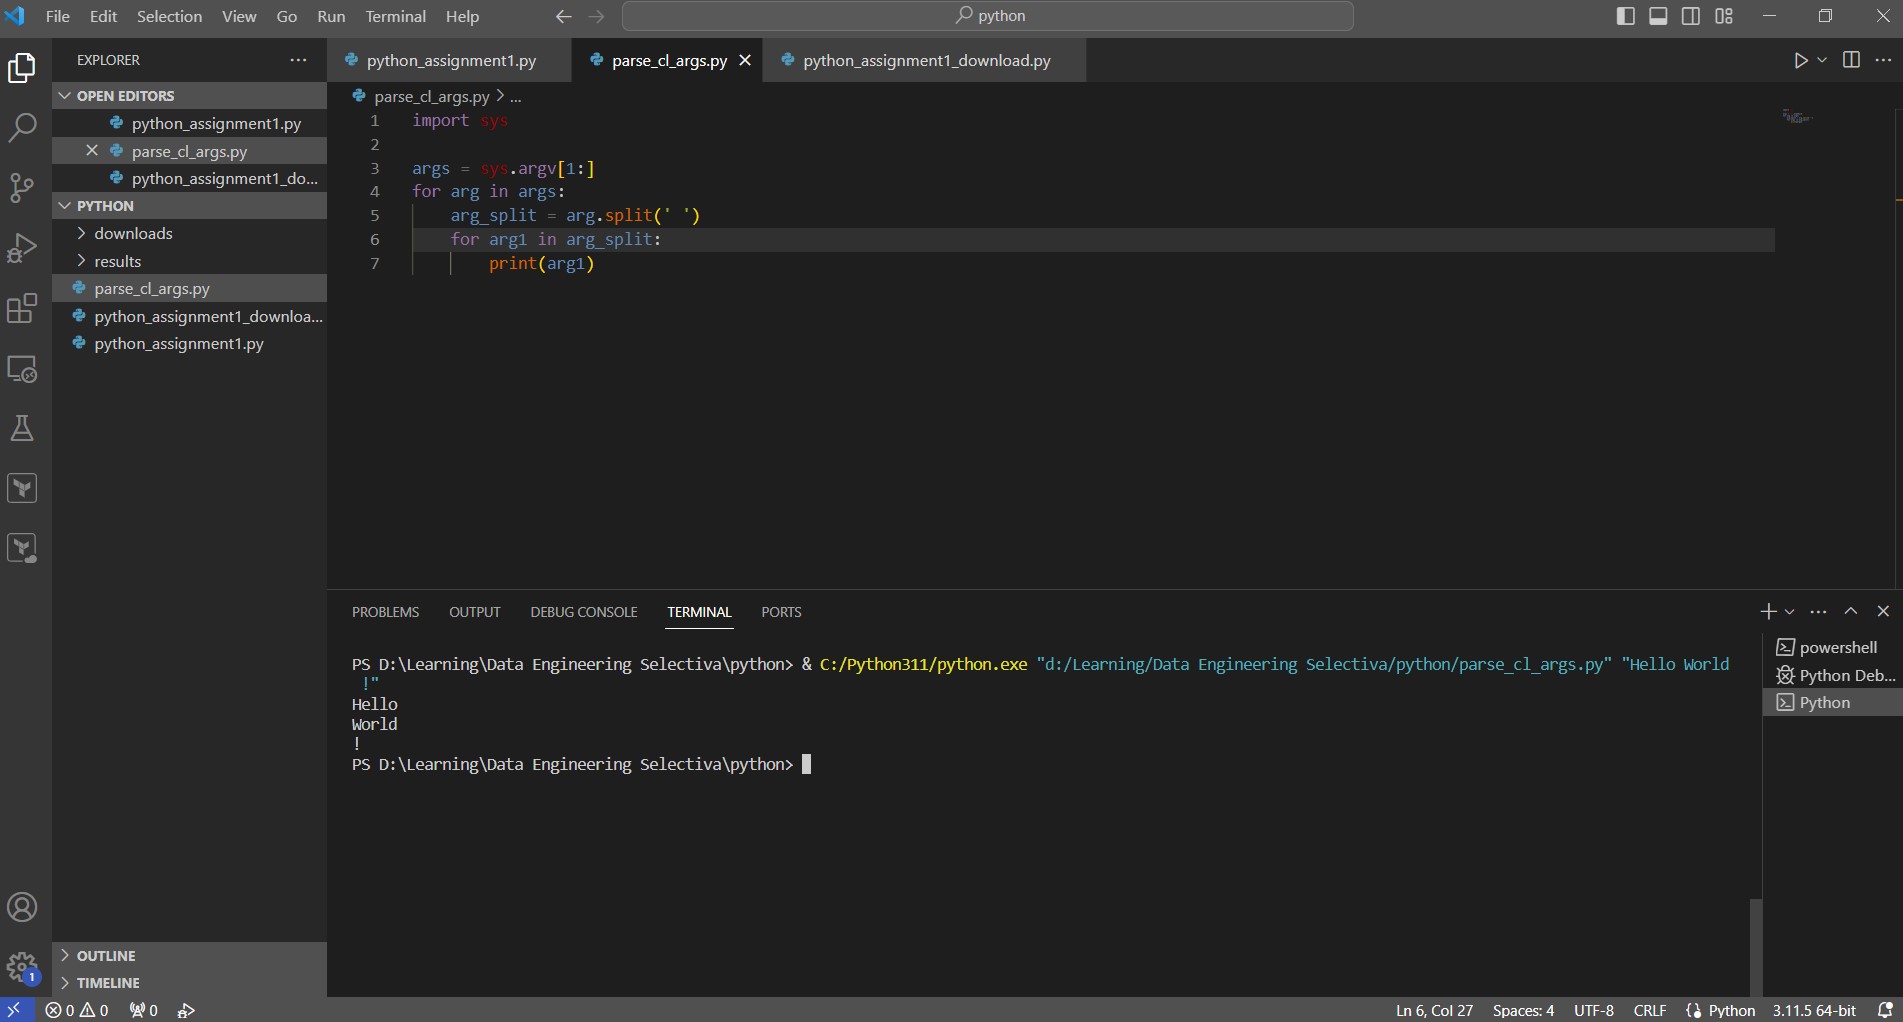 File Edit Selection View Go Run Terminal Help
python
EXPLORER
OPEN EDITORS
python_assignment1.py
parse_cl_args.py
python_assignment1_do...
PYTHON
downloads
results
parse_cl_args.py
python_assignment1_downloa...
python_assignment1.py
OUTLINE
TIMELINE
python_assignment1.py parse_cl_args.py python_assignment1_download.py
parse_cl_args.py > ...
1 import sys
2
3 args = sys.argv[1:]
4 for arg in args:
5 arg_split = arg.split(' ')
6 for arg1 in arg_split:
7 print(arg1)
PROBLEMS OUTPUT DEBUG CONSOLE TERMINAL PORTS
PS D:\Learning\Data Engineering Selectiva\python> & C:/Python311/python.exe "d:/Learning/Data Engineering Selectiva/python/parse_cl_args.py" "Hello World
!"
Hello
World
!
PS D:\Learning\Data Engineering Selectiva\python>
powershell
Python Deb...
Python
1
0 0 0
Ln 6, Col 27 Spaces: 4 UTF-8 CRLF Python 3.11.5 64-bit